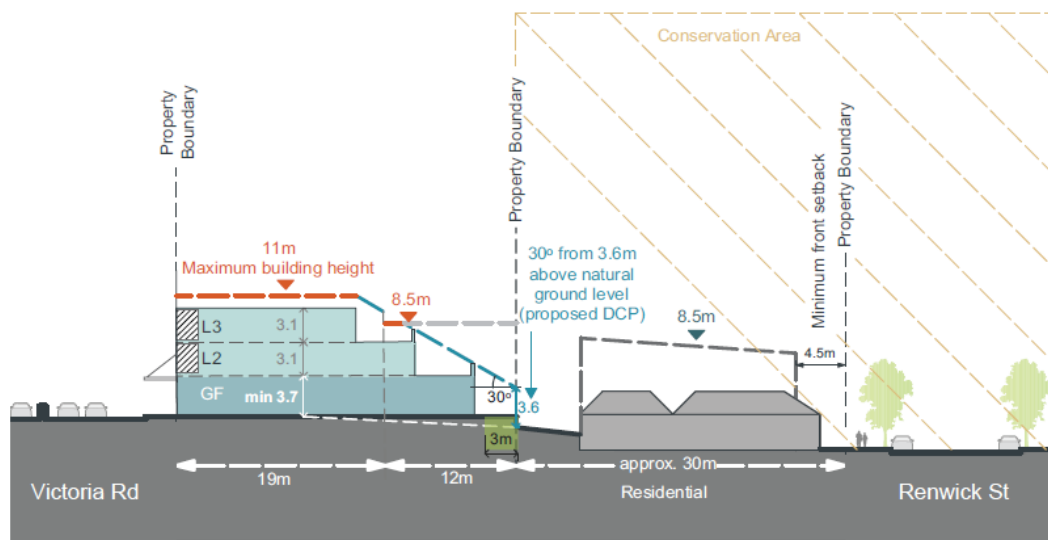 Conservation Area
Property
Boundary
Property Boundary
Minimum front setback
Property Boundary
11m
Maximum building height
8.5m
30º from 3.6m
above natural
ground level
(proposed DCP)
8.5m
4.5m
L3
3.1
L2
3.1
GF
min 3.7
30º
3.6
3m
19m
12m
approx. 30m
Victoria Rd
Residential
Renwick St